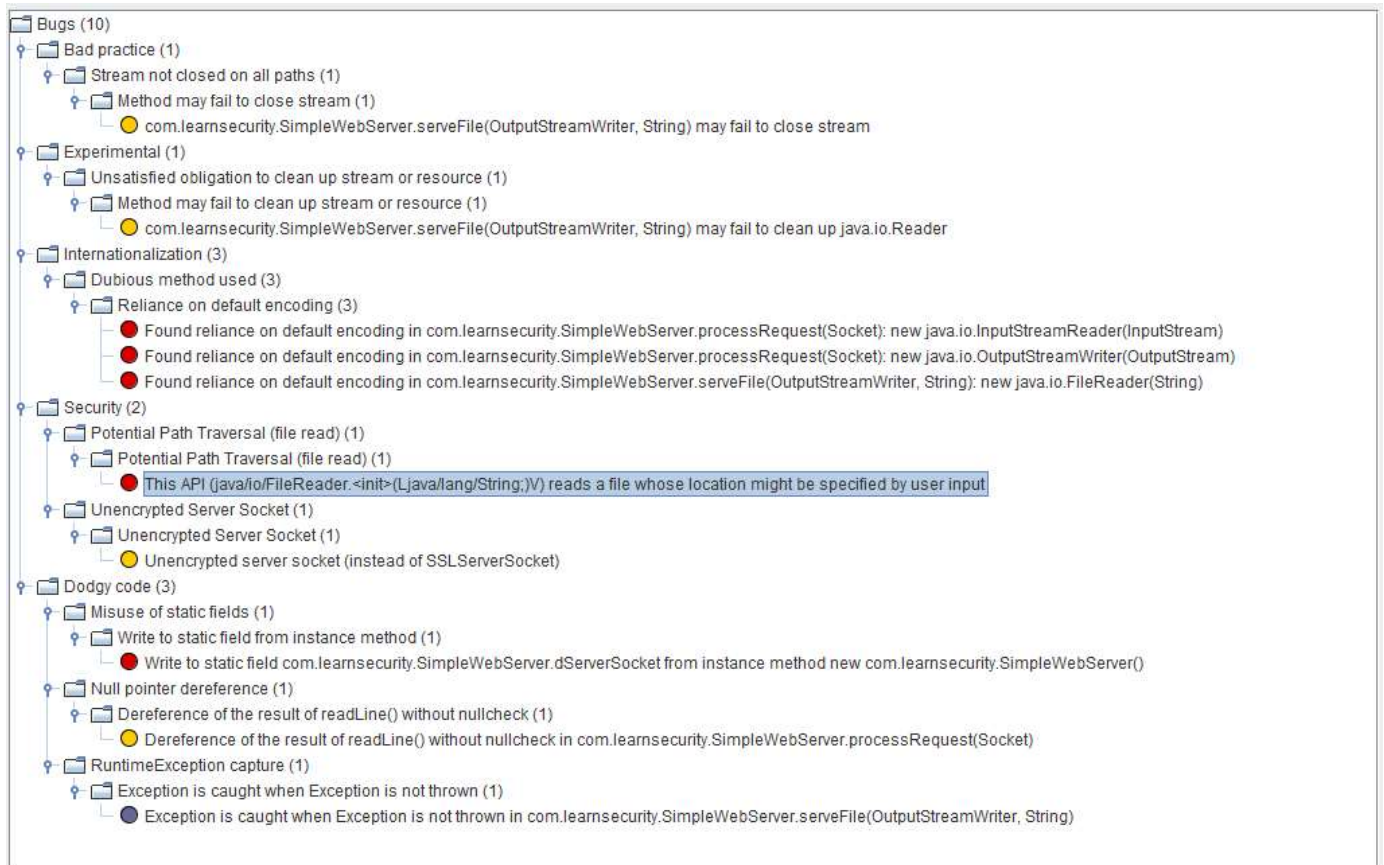 Bugs (10)
Bad practice (1)
Stream not closed on all paths (1)
Method may fail to close stream (1)
com.learnsecurity.SimpleWebServer.serveFile(OutputStreamWriter, String) may fail to close stream
Experimental (1)
Unsatisfied obligation to clean up stream or resource (1)
Method may fail to clean up stream or resource (1)
com.learnsecurity.SimpleWebServer.serveFile(OutputStreamWriter, String) may fail to clean up java.io.Reader
Internationalization (3)
Dubious method used (3)
Reliance on default encoding (3)
Found reliance on default encoding in com.learnsecurity.SimpleWebServer.processRequest(Socket): new java.io.InputStreamReader(InputStream)
Found reliance on default encoding in com.learnsecurity.SimpleWebServer.processRequest(Socket): new java.io.OutputStreamWriter(OutputStream)
Found reliance on default encoding in com.learnsecurity.SimpleWebServer.serveFile(OutputStreamWriter, String): new java.io.FileReader(String)
Security (2)
Potential Path Traversal (file read) (1)
Potential Path Traversal (file read) (1)
This API (java/io/FileReader.<init>(Ljava/lang/String;)V) reads a file whose location might be specified by user input
Unencrypted Server Socket (1)
Unencrypted Server Socket (1)
Unencrypted server socket (instead of SSLServerSocket)
Dodgy code (3)
Misuse of static fields (1)
Write to static field from instance method (1)
Write to static field com.learnsecurity.SimpleWebServer.dServerSocket from instance method new com.learnsecurity.SimpleWebServer()
Null pointer dereference (1)
Dereference of the result of readLine() without nullcheck (1)
Dereference of the result of readLine() without nullcheck in com.learnsecurity.SimpleWebServer.processRequest(Socket)
RuntimeException capture (1)
Exception is caught when Exception is not thrown (1)
Exception is caught when Exception is not thrown in com.learnsecurity.SimpleWebServer.serveFile(OutputStreamWriter, String)